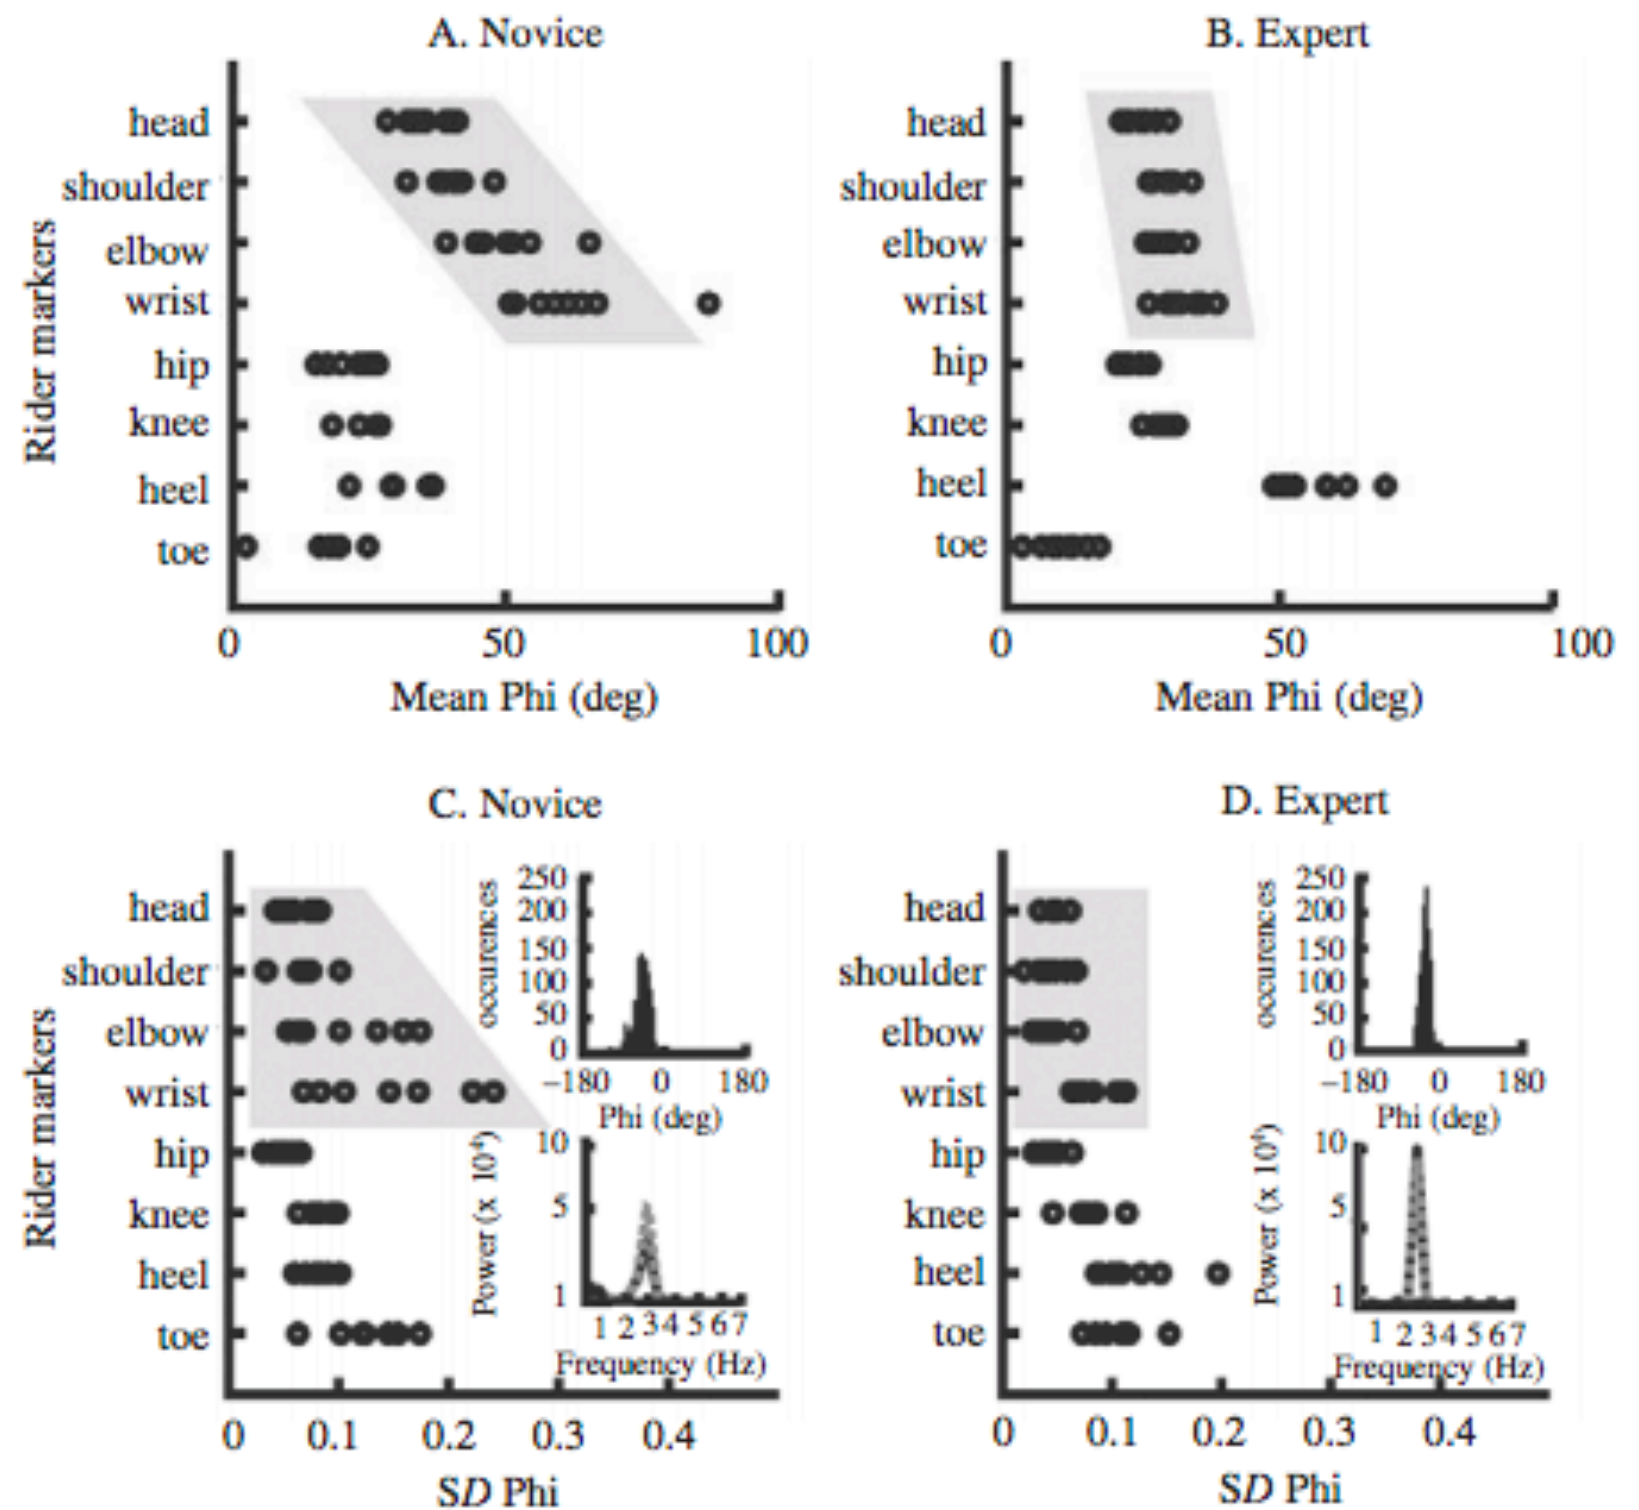 A. Novice
head
shoulder
elbow
wrist
hip
knee
heel
toe
Rider markers
0 50 100
Mean Phi (deg)
B. Expert
head
shoulder
elbow
wrist
hip
knee
heel
toe
0 50 100
Mean Phi (deg)
C. Novice
head
shoulder
elbow
wrist
hip
knee
heel
toe
Rider markers
0 0.1 0.2 0.3 0.4
SD Phi
occurences
250
200
150
100
50
0
−180 0 180
Phi (deg)
Power (x 10⁴)
10
5
1
1 2 3 4 5 6 7
Frequency (Hz)
D. Expert
head
shoulder
elbow
wrist
hip
knee
heel
toe
0 0.1 0.2 0.3 0.4
SD Phi
occurences
250
200
150
100
50
0
−180 0 180
Phi (deg)
Power (x 10⁴)
10
5
1
1 2 3 4 5 6 7
Frequency (Hz)